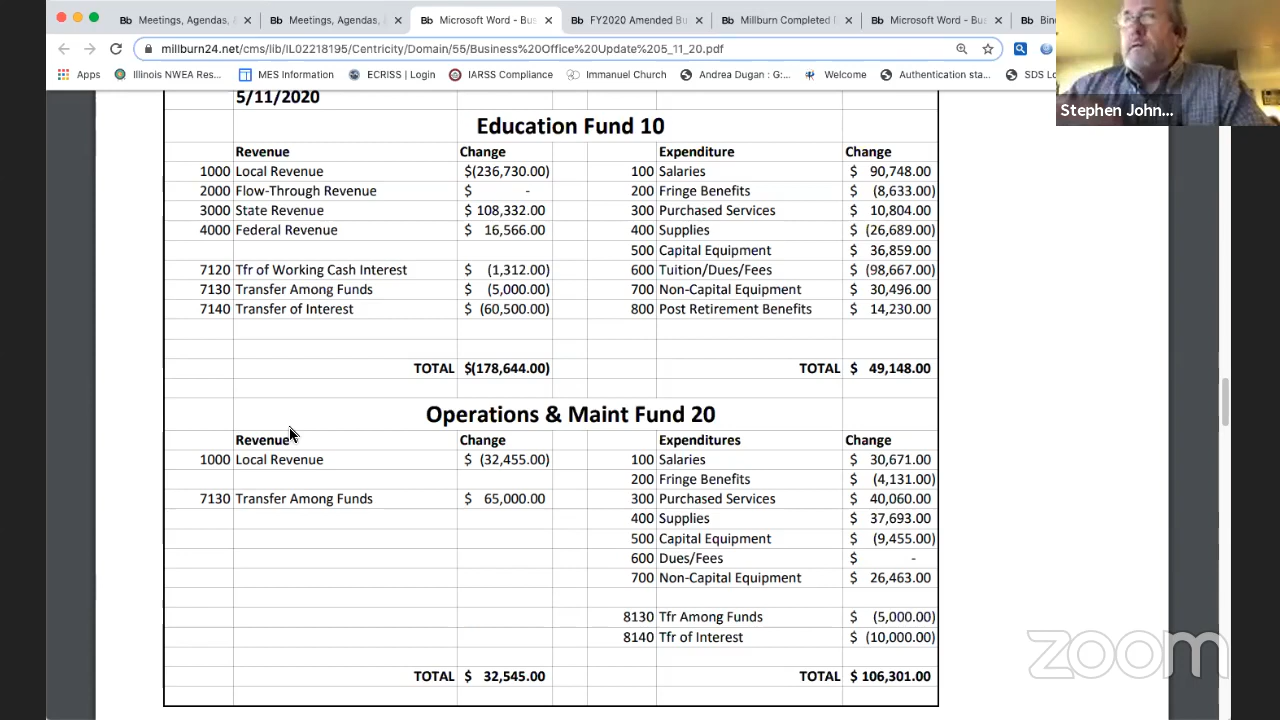 Bb Meetings, Agendas, Bb Meetings, Agendas, Bb Microsoft Word - Bus Bb FY2020 Amended Bu Bb Millburn Completed Bb Microsoft Word - Bus Bb Bin
millburn24.net/cms/lib/IL02218195/Centricity/Domain/55/Business%20Office%20Update%205_11_20.pdf
Apps Illinois NWEA Res... MES Information ECRISS | Login IARSS Compliance Immanuel Church Andrea Dugan : G:... Welcome Authentication stat... SDS Lo
Stephen John...
5/11/2020
Education Fund 10
Revenue Change Expenditure Change
1000 Local Revenue $(236,730.00) 100 Salaries $ 90,748.00
2000 Flow-Through Revenue $ - 200 Fringe Benefits $ (8,633.00)
3000 State Revenue $ 108,332.00 300 Purchased Services $ 10,804.00
4000 Federal Revenue $ 16,566.00 400 Supplies $ (26,689.00)
500 Capital Equipment $ 36,859.00
7120 Tfr of Working Cash Interest $ (1,312.00) 600 Tuition/Dues/Fees $ (98,667.00)
7130 Transfer Among Funds $ (5,000.00) 700 Non-Capital Equipment $ 30,496.00
7140 Transfer of Interest $ (60,500.00) 800 Post Retirement Benefits $ 14,230.00
TOTAL $(178,644.00) TOTAL $ 49,148.00
Operations & Maint Fund 20
Revenue Change Expenditures Change
1000 Local Revenue $ (32,455.00) 100 Salaries $ 30,671.00
200 Fringe Benefits $ (4,131.00)
7130 Transfer Among Funds $ 65,000.00 300 Purchased Services $ 40,060.00
400 Supplies $ 37,693.00
500 Capital Equipment $ (9,455.00)
600 Dues/Fees $ -
700 Non-Capital Equipment $ 26,463.00
8130 Tfr Among Funds $ (5,000.00)
8140 Tfr of Interest $ (10,000.00)
TOTAL $ 32,545.00 TOTAL $ 106,301.00
zoom